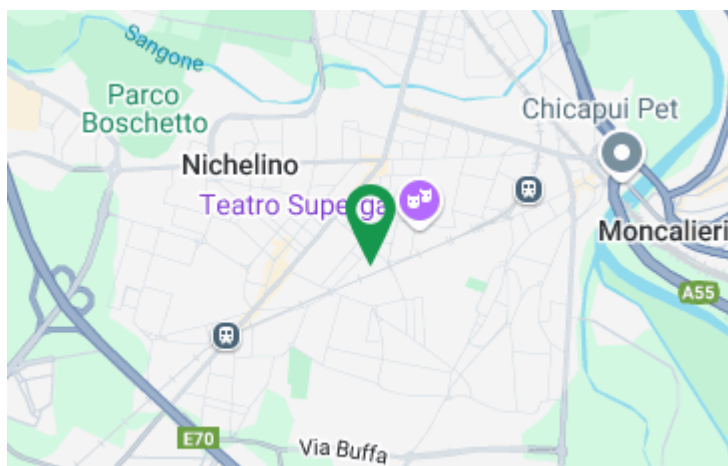 Sangone
Parco
Boschetto
Chicapui Pet
Nichelino
Teatro Superga
Moncalieri
A55
E70
Via Buffa